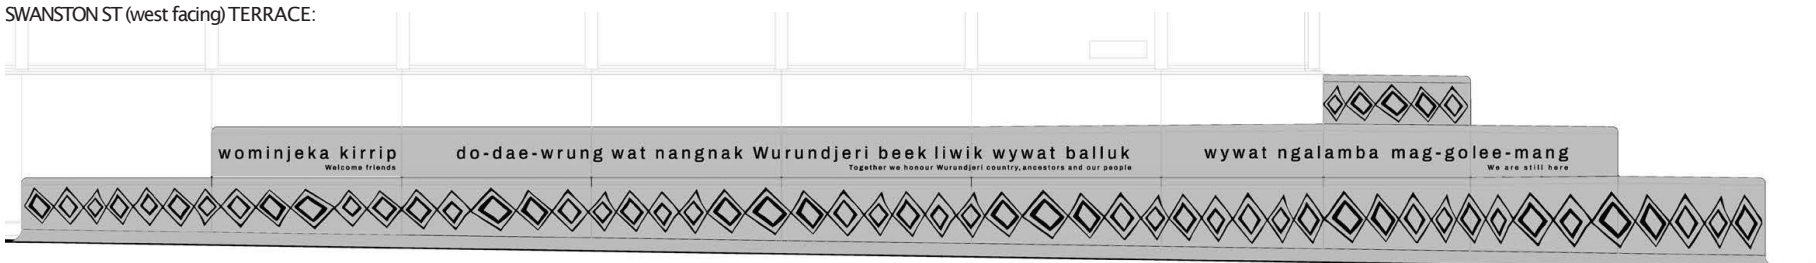 SWANSTON ST (west facing) TERRACE:
wominjeka kirrip
Welcome friends
do-dae-wrung wat nangnak Wurundjeri beek liwik wywat balluk
Together we honour Wurundjeri country, ancestors and our people
wywat ngalamba mag-golee-mang
We are still here